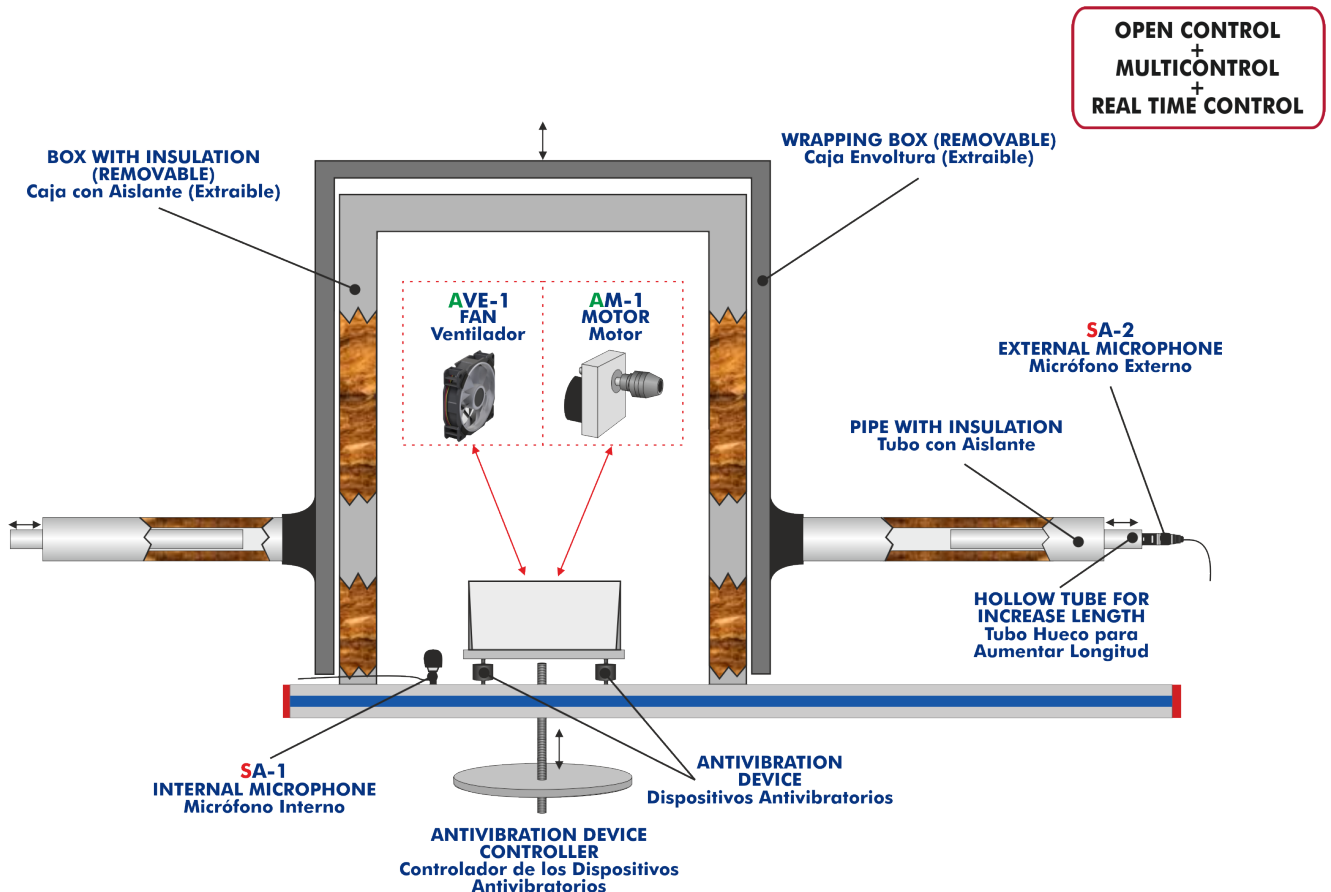 OPEN CONTROL
+
MULTICONTROL
+
REAL TIME CONTROL
BOX WITH INSULATION
(REMOVABLE)
Caja con Aislante (Extraible)
WRAPPING BOX (REMOVABLE)
Caja Envoltura (Extraible)
AVE-1
FAN
Ventilador
AM-1
MOTOR
Motor
SA-2
EXTERNAL MICROPHONE
Micrófono Externo
PIPE WITH INSULATION
Tubo con Aislante
HOLLOW TUBE FOR
INCREASE LENGTH
Tubo Hueco para
Aumentar Longitud
SA-1
INTERNAL MICROPHONE
Micrófono Interno
ANTIVIBRATION
DEVICE
Dispositivos Antivibratorios
ANTIVIBRATION DEVICE
CONTROLLER
Controlador de los Dispositivos
Antivibratorios